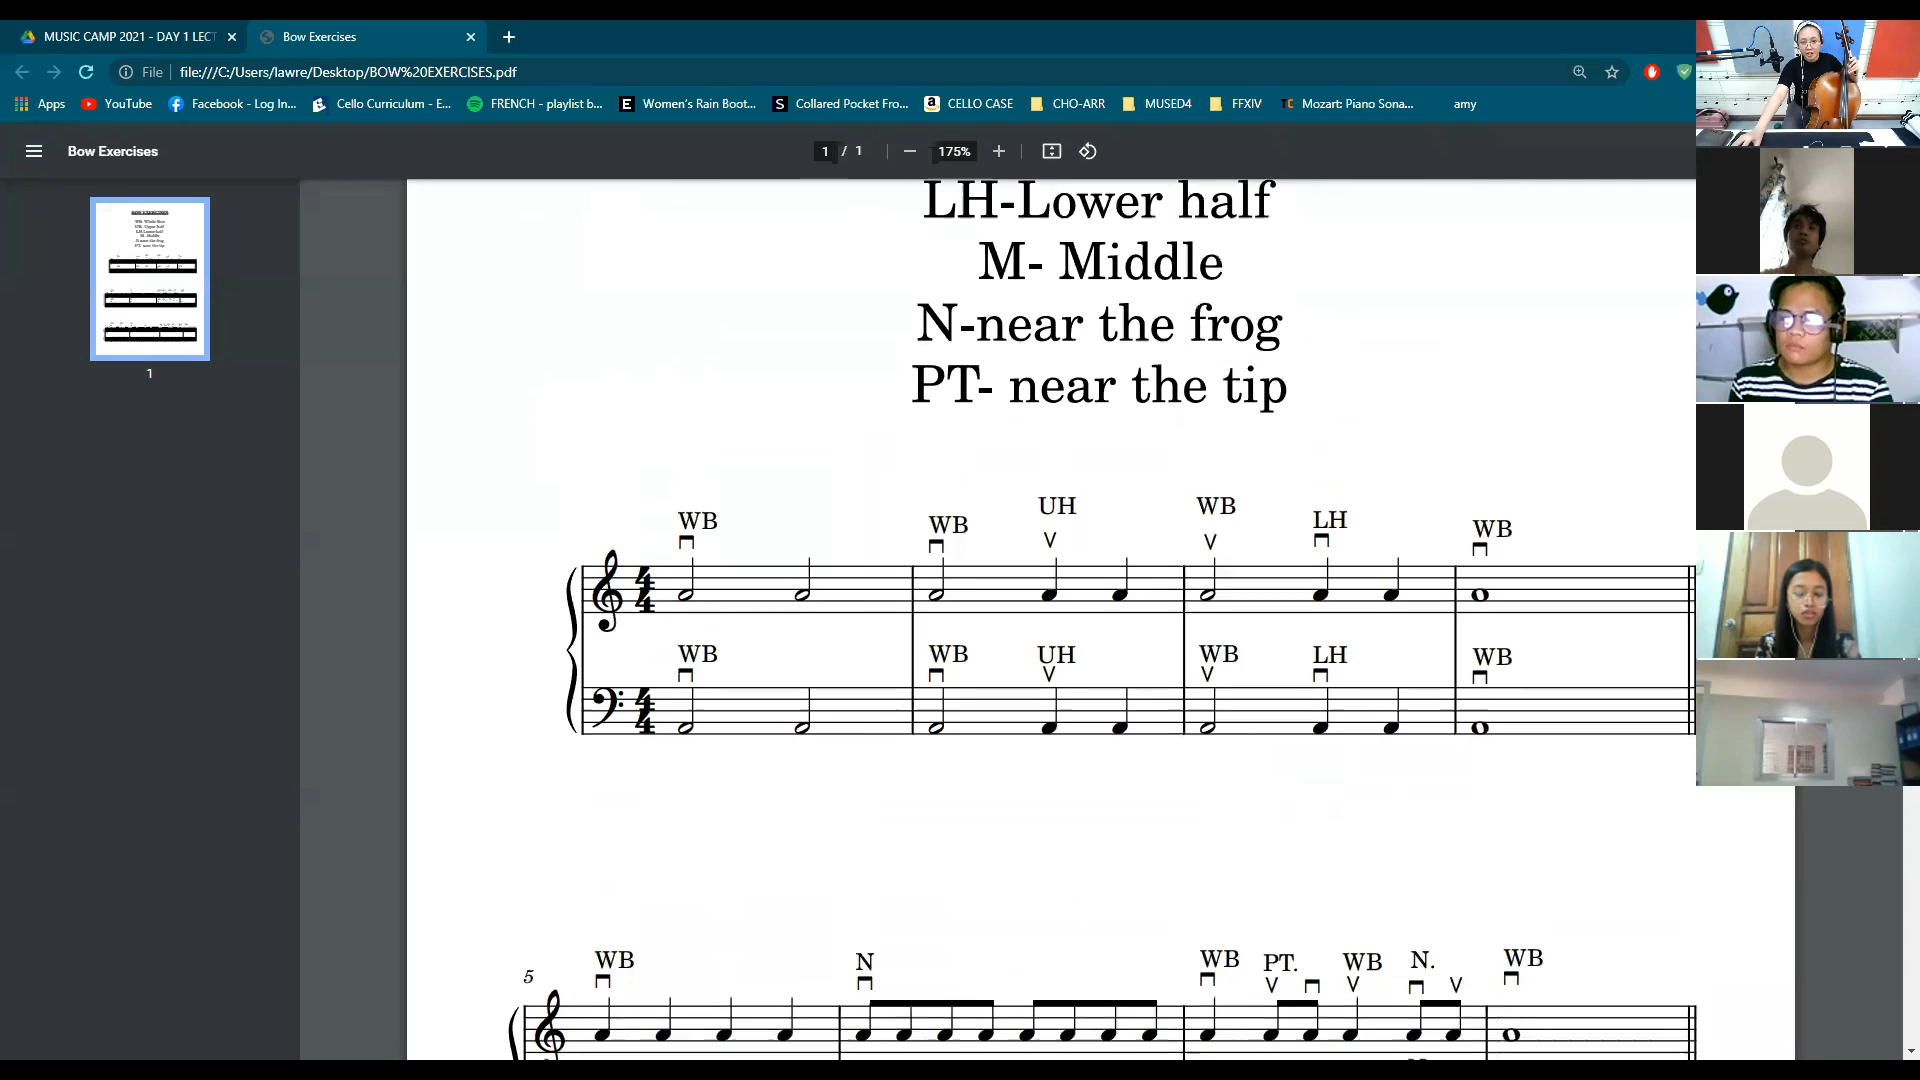 MUSIC CAMP 2021 - DAY 1 LECT
Bow Exercises
File file:///C:/Users/lawre/Desktop/BOW%20EXERCISES.pdf
Apps YouTube Facebook - Log In... Cello Curriculum - E... FRENCH - playlist b... Women's Rain Boot... Collared Pocket Fro... CELLO CASE CHO-ARR MUSED4 FFXIV Mozart: Piano Sona... amy
Bow Exercises 1 / 1 175%
LH-Lower half
M- Middle
N-near the frog
PT- near the tip
1
WB WB UH WB LH WB
4/4
WB WB UH WB LH WB
4/4
5 WB N WB PT. WB N. WB